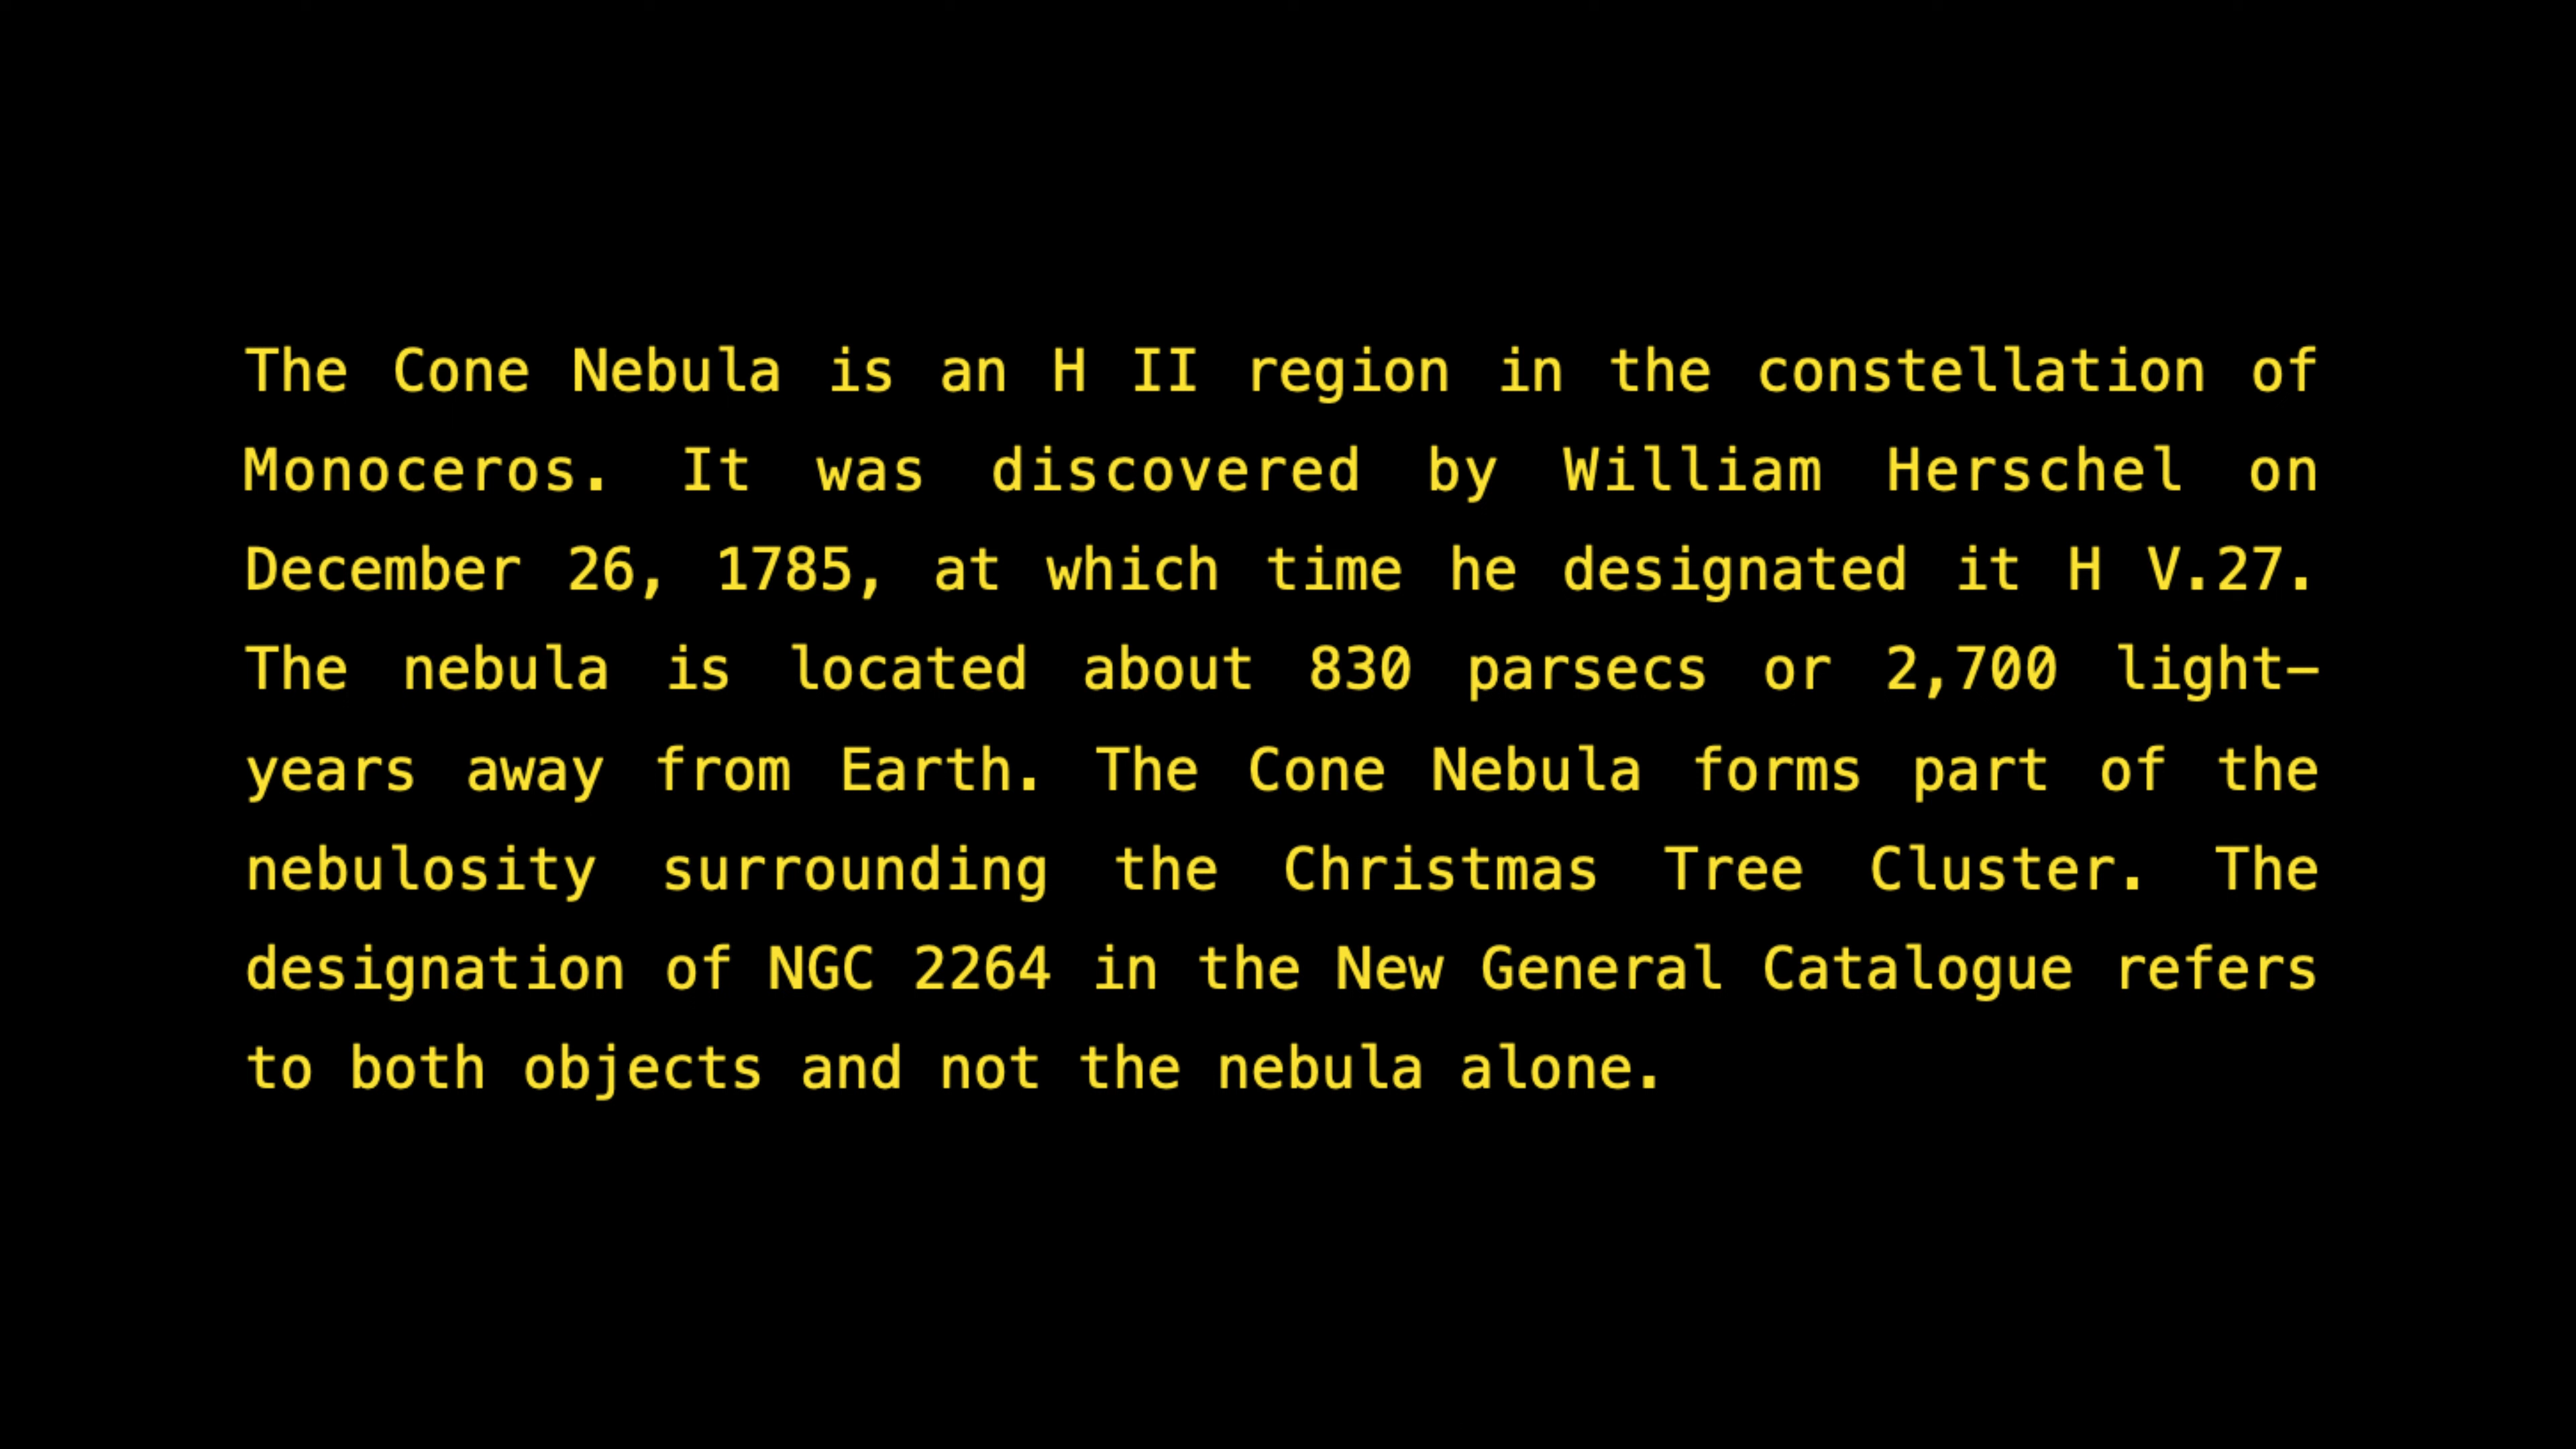 The Cone Nebula is an H II region in the constellation of
Monoceros. It was discovered by William Herschel on
December 26, 1785, at which time he designated it H V.27.
The nebula is located about 830 parsecs or 2,700 light-
years away from Earth. The Cone Nebula forms part of the
nebulosity surrounding the Christmas Tree Cluster. The
designation of NGC 2264 in the New General Catalogue refers
to both objects and not the nebula alone.